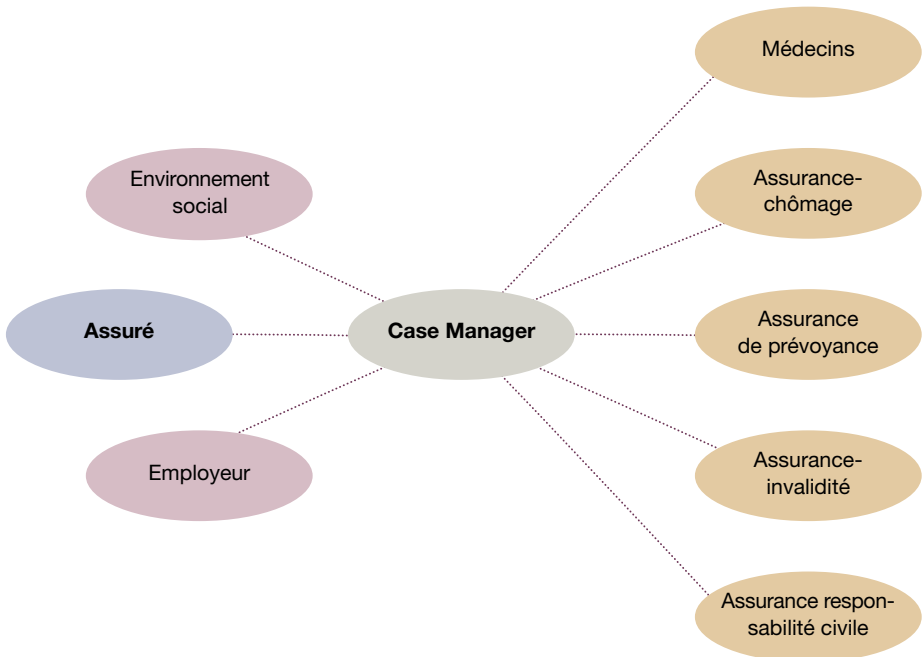 Médecins
Environnement
social
Assurance-
chômage
Assuré
Case Manager
Assurance
de prévoyance
Employeur
Assurance-
invalidité
Assurance respon-
sabilité civile